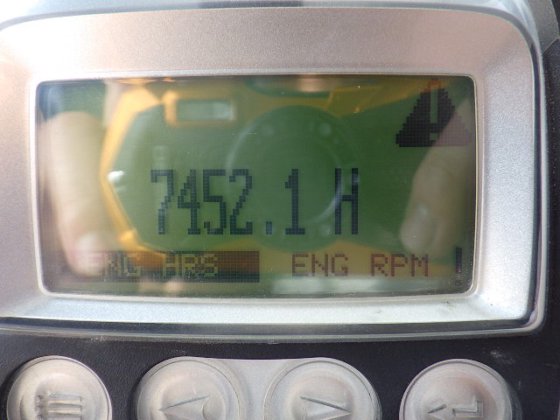 7452.1 H
ENG HRS ENG RPM